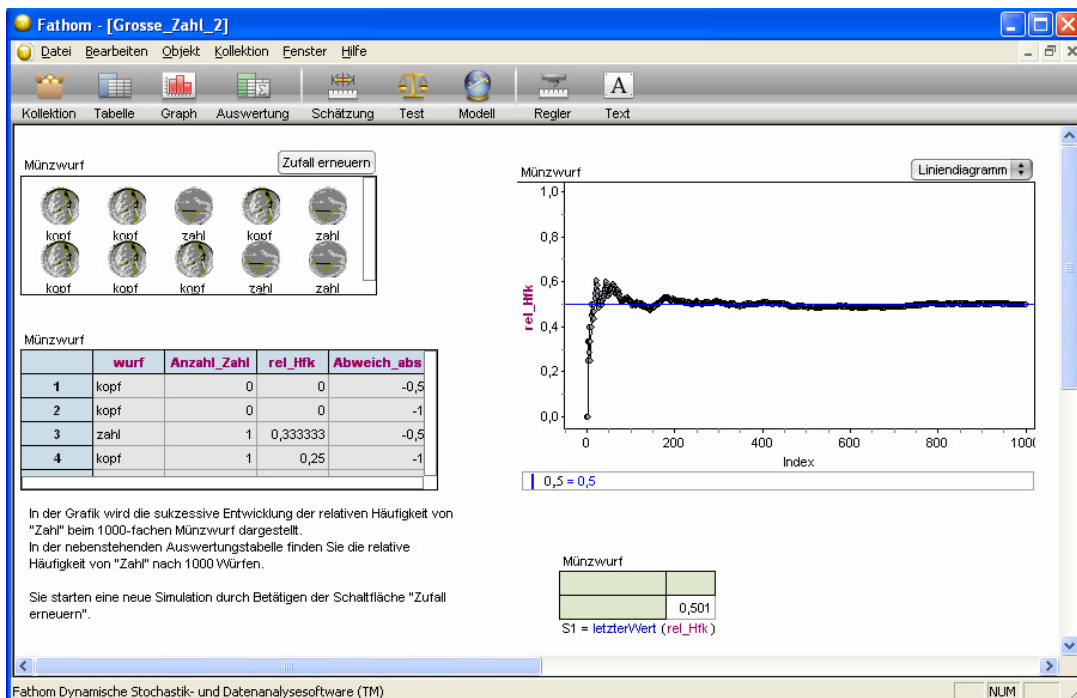 Fathom - [Grosse_Zahl_2]
Datei Bearbeiten Objekt Kollektion Fenster Hilfe
Kollektion Tabelle Graph Auswertung Schätzung Test Modell Regler Text
A
Münzwurf
Zufall erneuern
kopf kopf zahl kopf zahl
kopf kopf kopf zahl zahl
Münzwurf
wurf Anzahl_Zahl rel_Hfk Abweich_abs
1 kopf 0 0 -0,5
2 kopf 0 0 -1
3 zahl 1 0,333333 -0,5
4 kopf 1 0,25 -1
In der Grafik wird die sukzessive Entwicklung der relativen Häufigkeit von
"Zahl" beim 1000-fachen Münzwurf dargestellt.
In der nebenstehenden Auswertungstabelle finden Sie die relative
Häufigkeit von "Zahl" nach 1000 Würfen.
Sie starten eine neue Simulation durch Betätigen der Schaltfläche "Zufall
erneuern".
Münzwurf
Liniendiagramm
1,0
0,8
0,6
0,4
0,2
0,0
rel_Hfk
0 200 400 600 800 1000
Index
0,5 = 0,5
Münzwurf
0,501
S1 = letzterWert (rel_Hfk)
Fathom Dynamische Stochastik- und Datenanalysesoftware (TM)
NUM